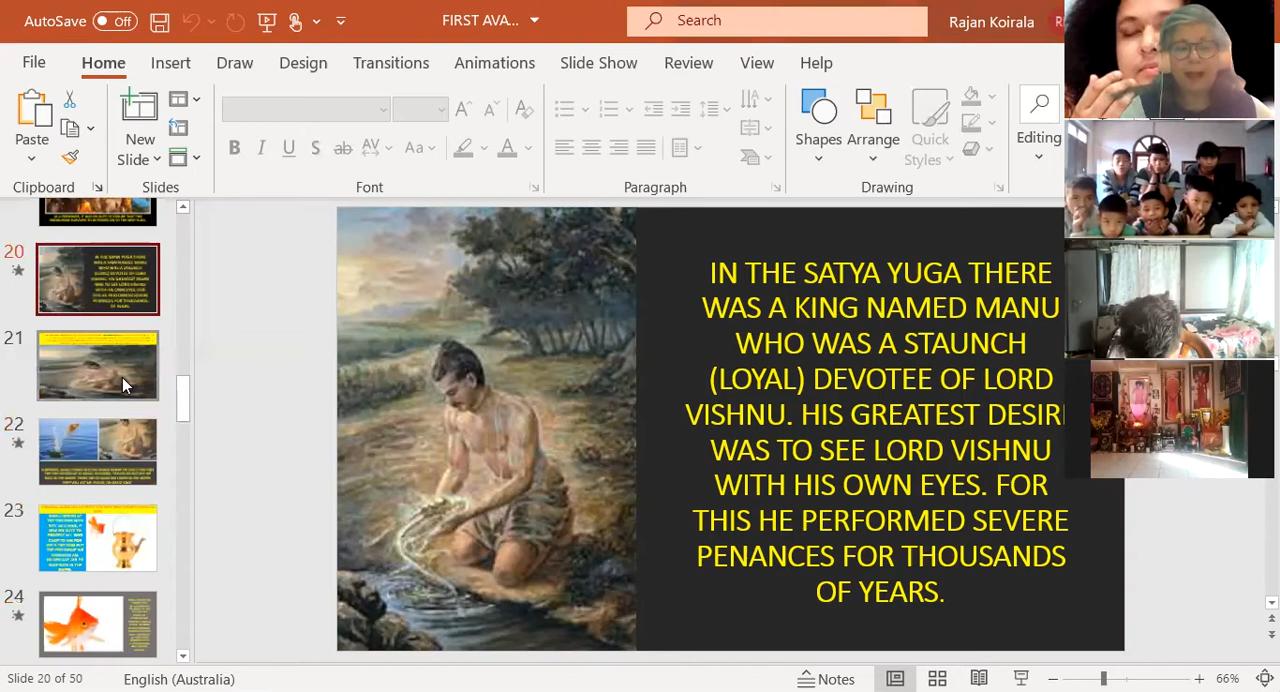 AutoSave Off FIRST AVA... Search Rajan Koirala
File Home Insert Draw Design Transitions Animations Slide Show Review View Help
Paste New Slide Shapes Arrange Quick Styles Editing
Clipboard Slides Font Paragraph Drawing
20
21
22
23
24
IN THE SATYA YUGA THERE
WAS A KING NAMED MANU
WHO WAS A STAUNCH
(LOYAL) DEVOTEE OF LORD
VISHNU. HIS GREATEST DESIRE
WAS TO SEE LORD VISHNU
WITH HIS OWN EYES. FOR
THIS HE PERFORMED SEVERE
PENANCES FOR THOUSANDS
OF YEARS.
Slide 20 of 50 English (Australia) Notes 66%